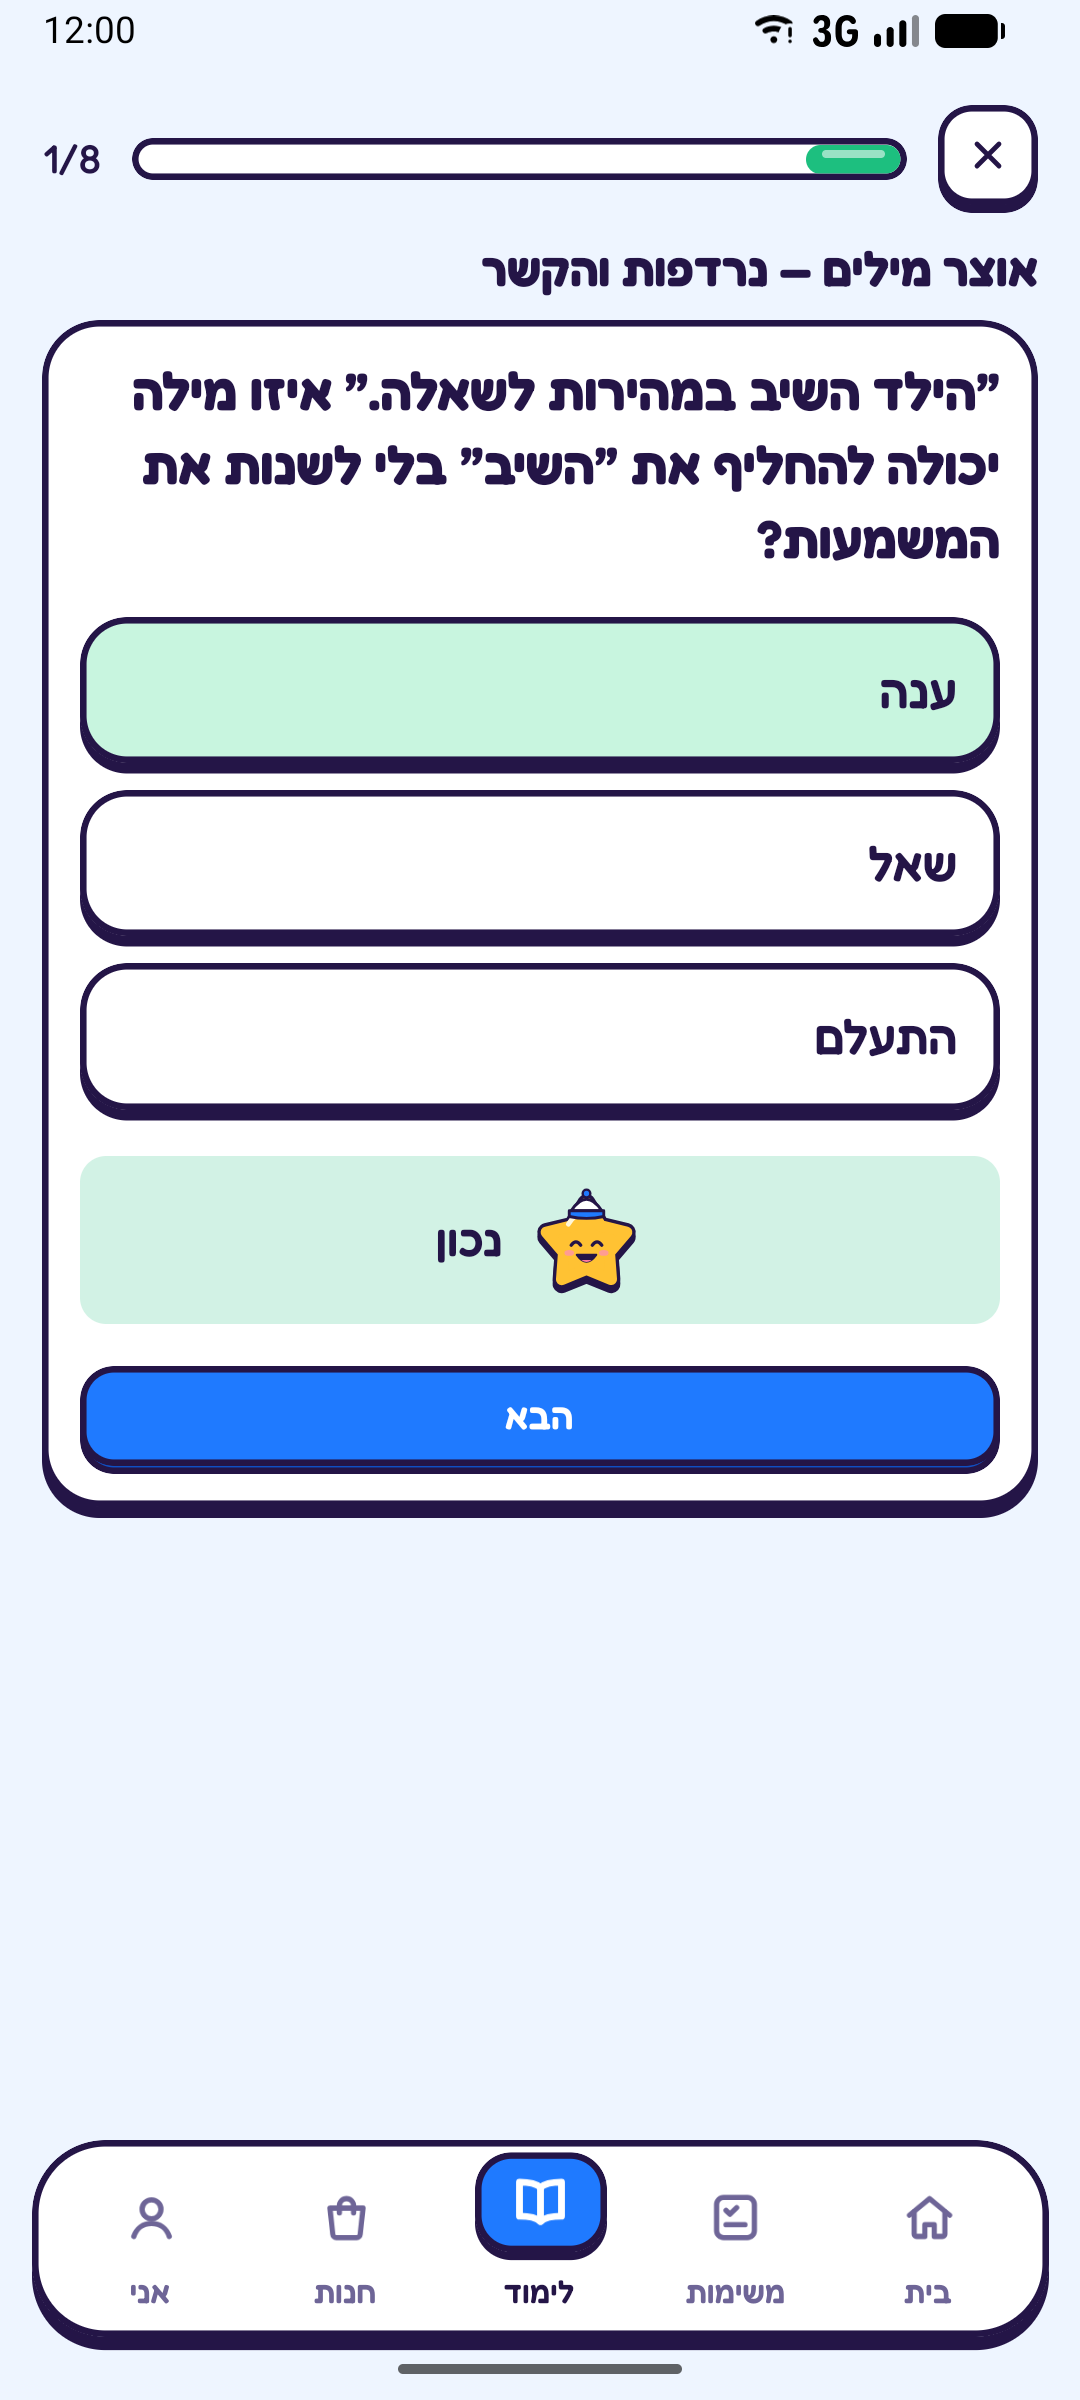 12:00
3G
1/8
אוצר מילים – נרדפות והקשר
"הילד השיב במהירות לשאלה." איזו מילה
יכולה להחליף את "השיב" בלי לשנות את
המשמעות?
ענה
שאל
התעלם
נכון
הבא
בית
משימות
לימוד
חנות
אני